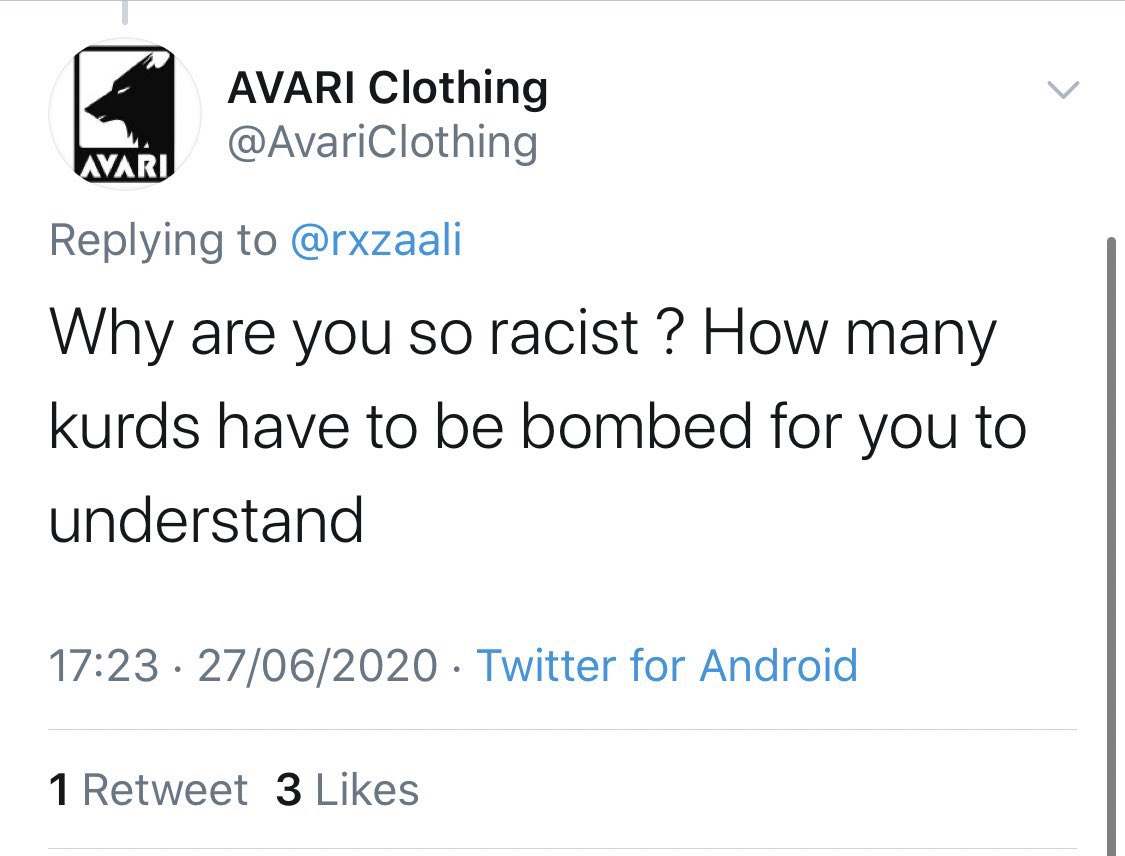 AVARI
AVARI Clothing
@AvariClothing
Replying to @rxzaali
Why are you so racist ? How many
kurds have to be bombed for you to
understand
17:23 · 27/06/2020 · Twitter for Android
1 Retweet 3 Likes